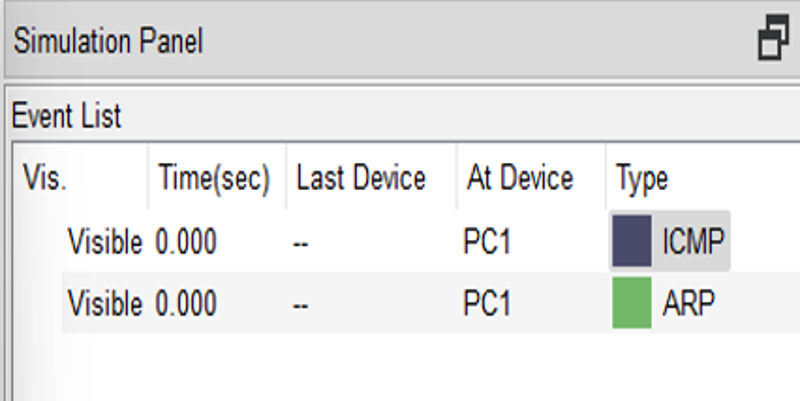 Simulation Panel
Event List
Vis. Time(sec) Last Device At Device Type
Visible 0.000 -- PC1 ICMP
Visible 0.000 -- PC1 ARP